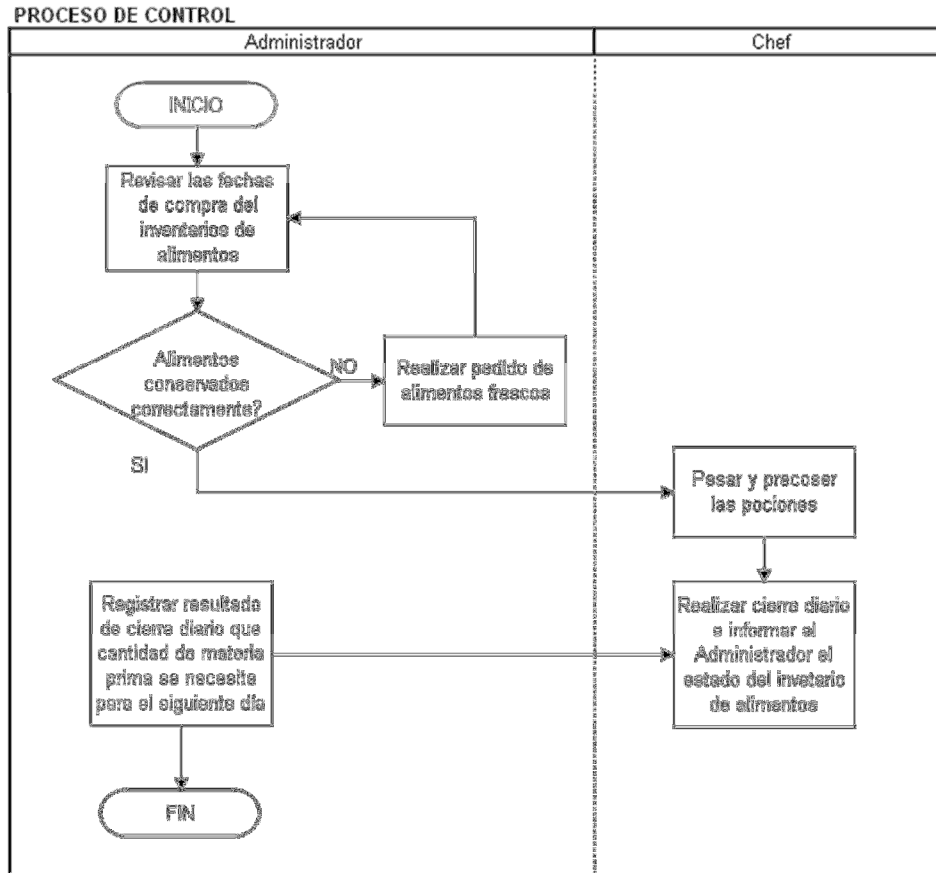 PROCESO DE CONTROL
Administrador
Chef
INICIO
Revisar las fechas
de compra del
inventarios de
alimentos
Alimentos
conservados
correctamente?
NO
Realizar pedido de
alimentos frescos
SI
Pesar y precoser
las pociones
Registrar resultado
de cierre diario que
cantidad de materia
prima se necesita
para el siguiente día
Realizar cierre diario
e informar al
Administrador el
estado del invetario
de alimentos
FIN